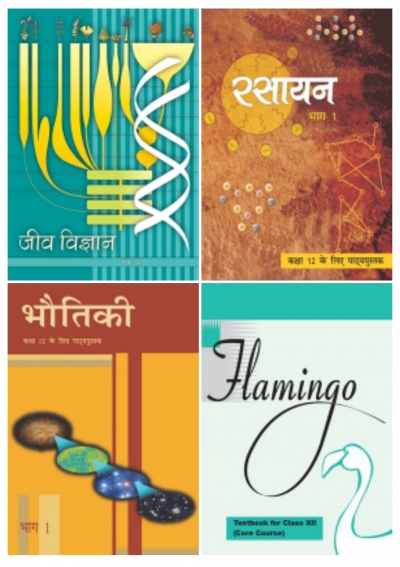 जीव विज्ञान
रसायन
भाग 1
कक्षा 12 के लिए पाठ्यपुस्तक
भौतिकी
कक्षा 12 के लिए पाठ्यपुस्तक
भाग 1
Flamingo
Textbook for Class XII
(Core Course)